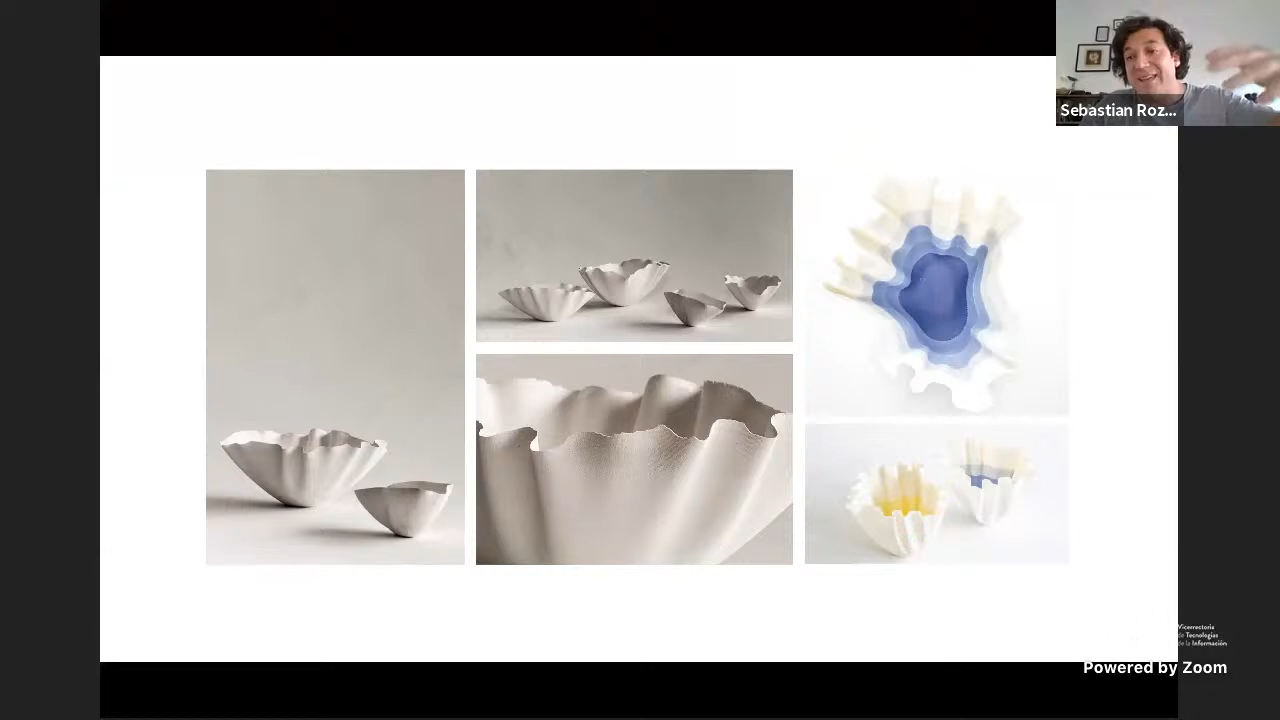 Sebastian Roz...
Vicerrectoría
de Tecnologías
de la Información
Powered by Zoom